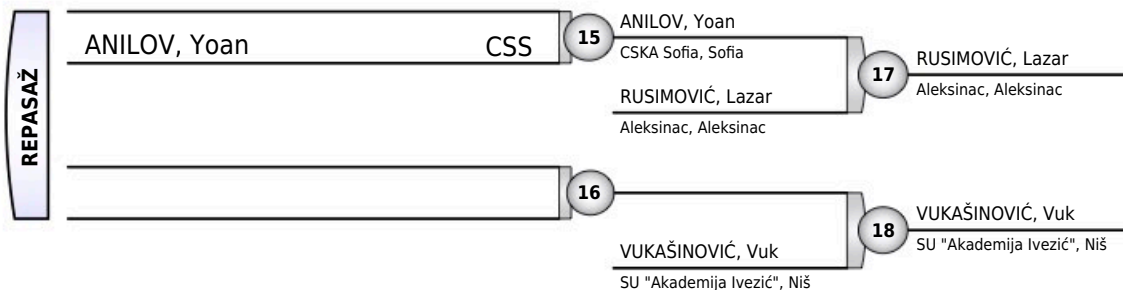 REPASAŽ
ANILOV, Yoan CSS
15
ANILOV, Yoan
CSKA Sofia, Sofia
RUSIMOVIĆ, Lazar
Aleksinac, Aleksinac
17
RUSIMOVIĆ, Lazar
Aleksinac, Aleksinac
16
VUKAŠINOVIĆ, Vuk
SU "Akademija Ivezić", Niš
18
VUKAŠINOVIĆ, Vuk
SU "Akademija Ivezić", Niš